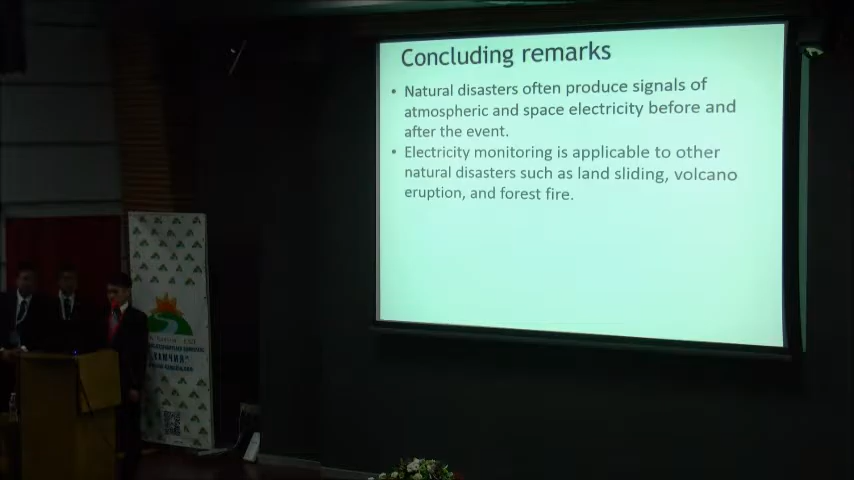 Concluding remarks
• Natural disasters often produce signals of
atmospheric and space electricity before and
after the event.
• Electricity monitoring is applicable to other
natural disasters such as land sliding, volcano
eruption, and forest fire.